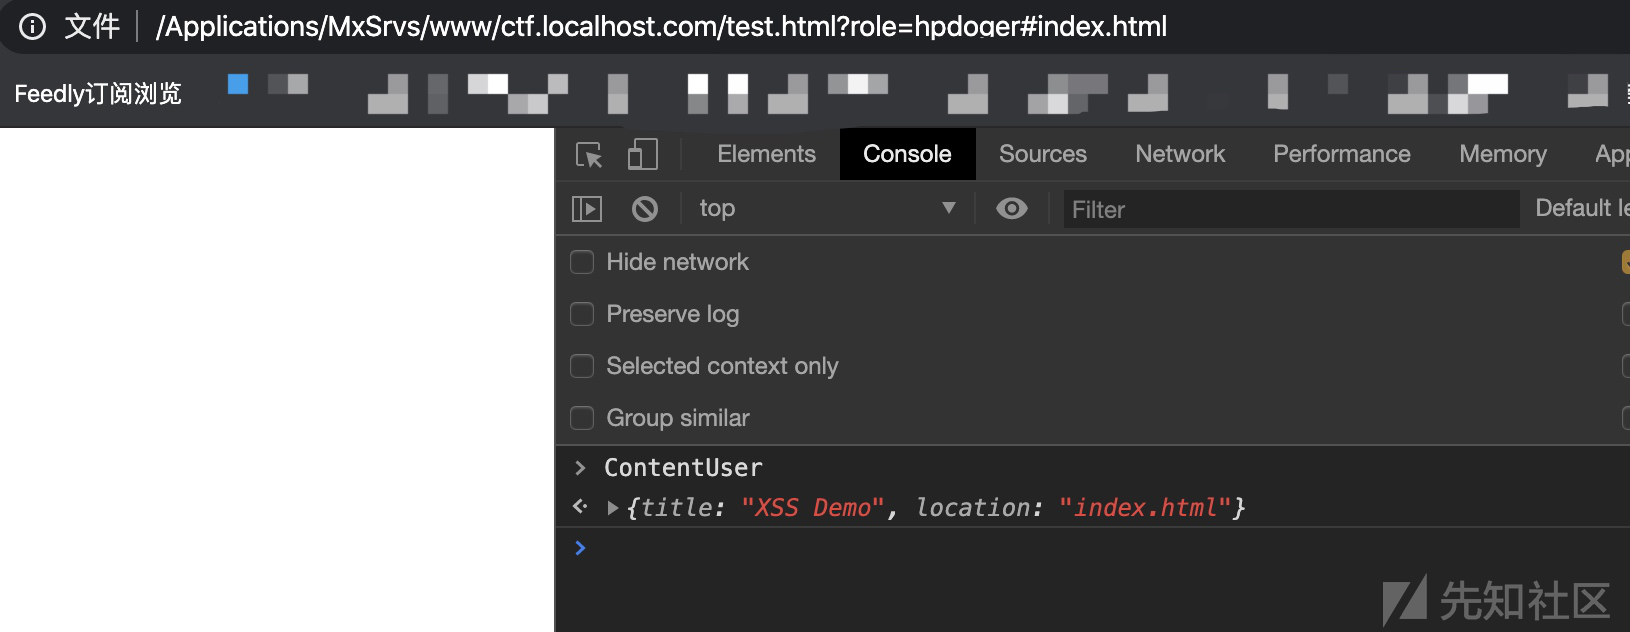 文件 /Applications/MxSrvs/www/ctf.localhost.com/test.html?role=hpdoger#index.html
Feedly订阅浏览
Elements Console Sources Network Performance Memory
top Filter Default
Hide network
Preserve log
Selected context only
Group similar
> ContentUser
{title: "XSS Demo", location: "index.html"}
先知社区